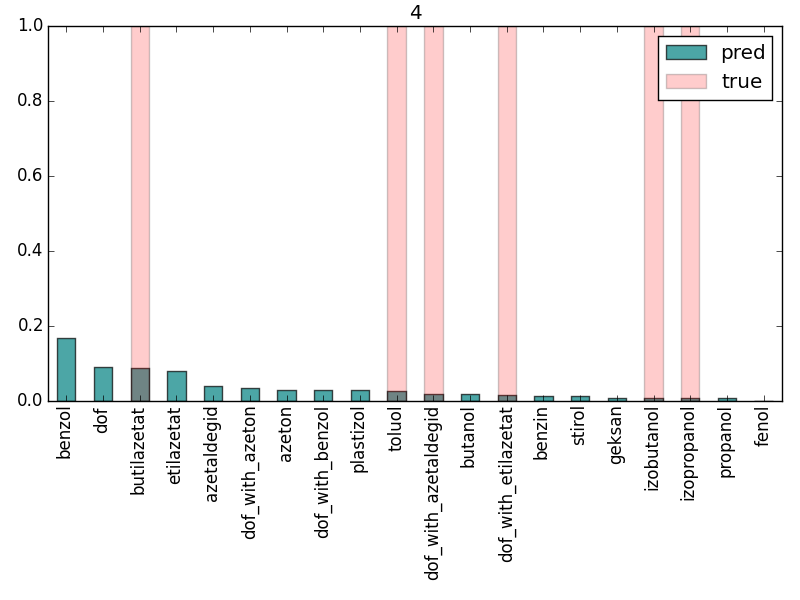 4
1.0
0.8
0.6
0.4
0.2
0.0
pred
true
benzol
dof
butilazetat
etilazetat
azetaldegid
dof_with_azeton
azeton
dof_with_benzol
plastizol
toluol
dof_with_azetaldegid
butanol
dof_with_etilazetat
benzin
stirol
geksan
izobutanol
izopropanol
propanol
fenol